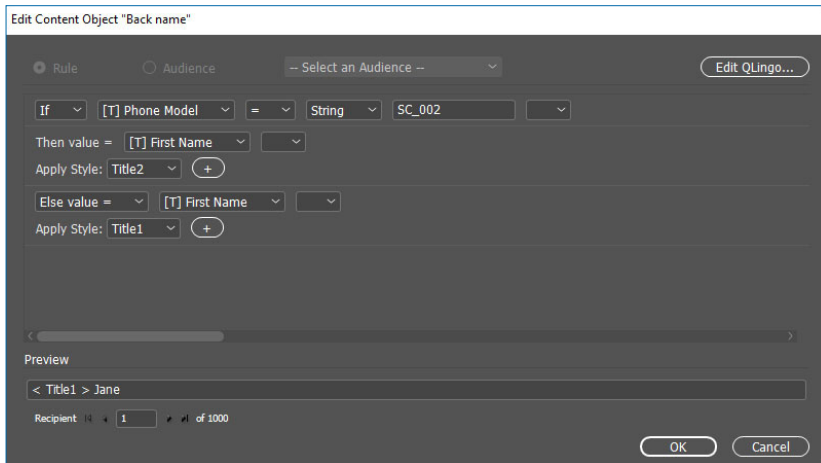 Edit Content Object "Back name"
Rule Audience -- Select an Audience -- Edit QLingo...
If [T] Phone Model = String SC_002
Then value = [T] First Name
Apply Style: Title2 +
Else value = [T] First Name
Apply Style: Title1 +
Preview
< Title1 > Jane
Recipient 1 of 1000
OK Cancel